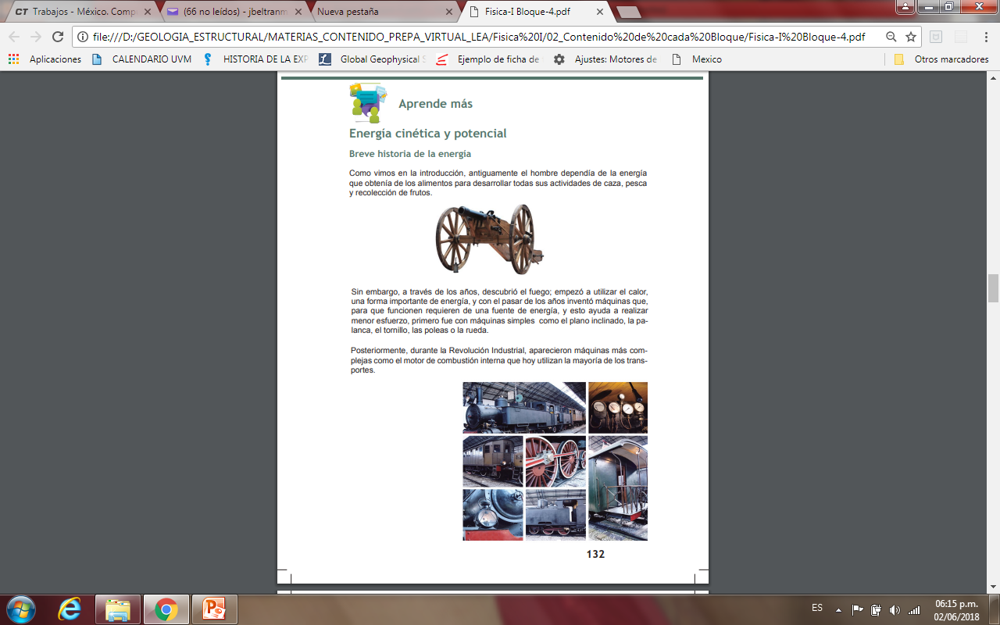 Trabajos - México. Comp
(66 no leídos) - jbeltranm
Nueva pestaña
Fisica-I Bloque-4.pdf
file:///D:/GEOLOGIA_ESTRUCTURAL/MATERIAS_CONTENIDO_PREPA_VIRTUAL_LEA/Fisica%20I/02_Contenido%20de%20cada%20Bloque/Fisica-I%20Bloque-4.pdf
Aplicaciones
CALENDARIO UVM
HISTORIA DE LA EXP
Global Geophysical S
Ejemplo de ficha de
Ajustes: Motores de
Mexico
Otros marcadores
Aprende más
Energía cinética y potencial
Breve historia de la energía
Como vimos en la introducción, antiguamente el hombre dependía de la energía
que obtenía de los alimentos para desarrollar todas sus actividades de caza, pesca
y recolección de frutos.
Sin embargo, a través de los años, descubrió el fuego; empezó a utilizar el calor,
una forma importante de energía, y con el pasar de los años inventó máquinas que,
para que funcionen requieren de una fuente de energía, y esto ayuda a realizar
menor esfuerzo, primero fue con máquinas simples como el plano inclinado, la pa-
lanca, el tornillo, las poleas o la rueda.
Posteriormente, durante la Revolución Industrial, aparecieron máquinas más com-
plejas como el motor de combustión interna que hoy utilizan la mayoría de los trans-
portes.
132
ES
06:15 p.m.
02/06/2018